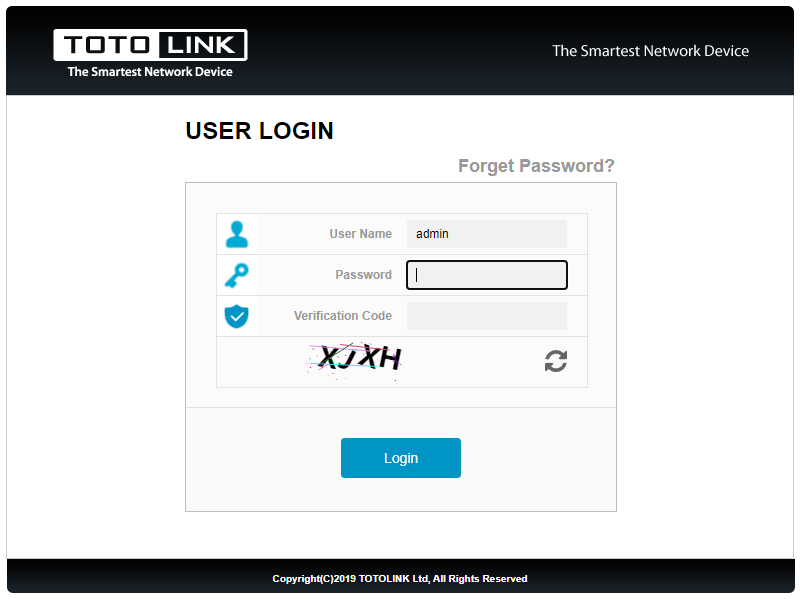 TOTO LINK
The Smartest Network Device
The Smartest Network Device
USER LOGIN
Forget Password?
User Name admin
Password
Verification Code
XJXH
Login
Copyright(C)2019 TOTOLINK Ltd, All Rights Reserved